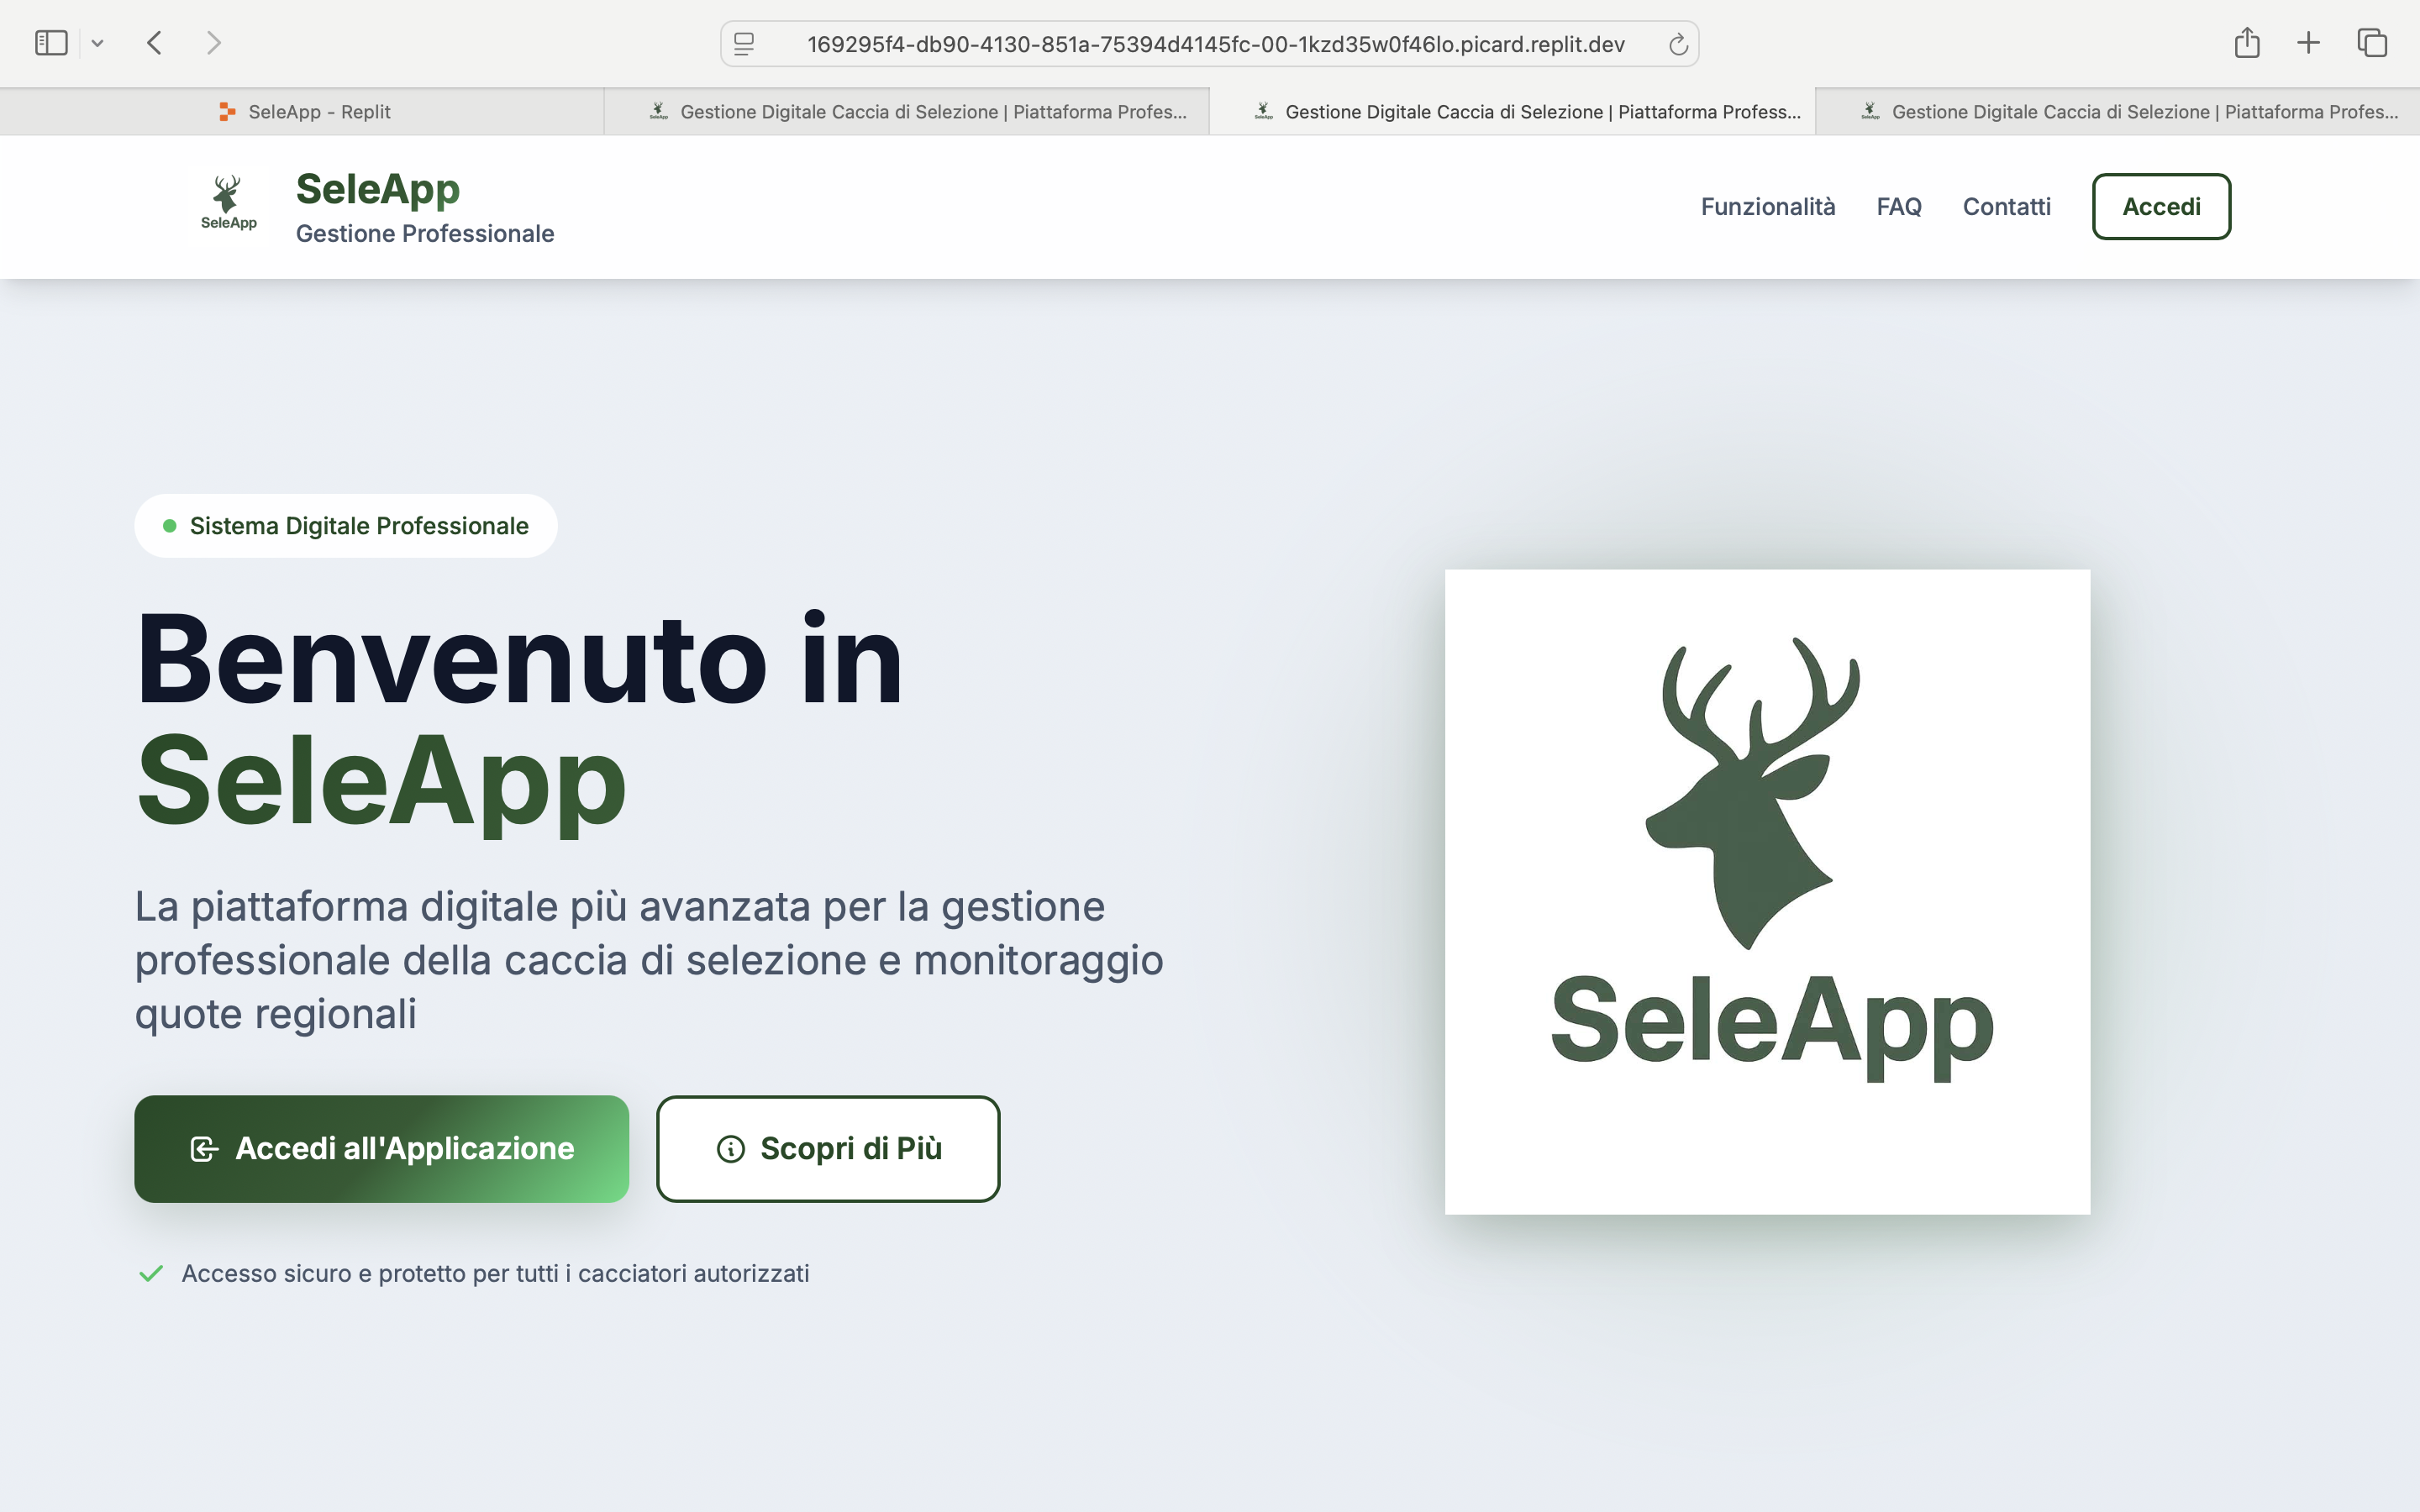 169295f4-db90-4130-851a-75394d4145fc-00-1kzd35w0f46lo.picard.replit.dev
SeleApp - Replit
SeleApp
Gestione Digitale Caccia di Selezione | Piattaforma Profes...
SeleApp
Gestione Digitale Caccia di Selezione | Piattaforma Profess...
SeleApp
Gestione Digitale Caccia di Selezione | Piattaforma Profes...
SeleApp
SeleApp
Gestione Professionale
Funzionalità
FAQ
Contatti
Accedi
Sistema Digitale Professionale
Benvenuto in
SeleApp
La piattaforma digitale più avanzata per la gestione
professionale della caccia di selezione e monitoraggio
quote regionali
Accedi all'Applicazione
Scopri di Più
Accesso sicuro e protetto per tutti i cacciatori autorizzati
SeleApp